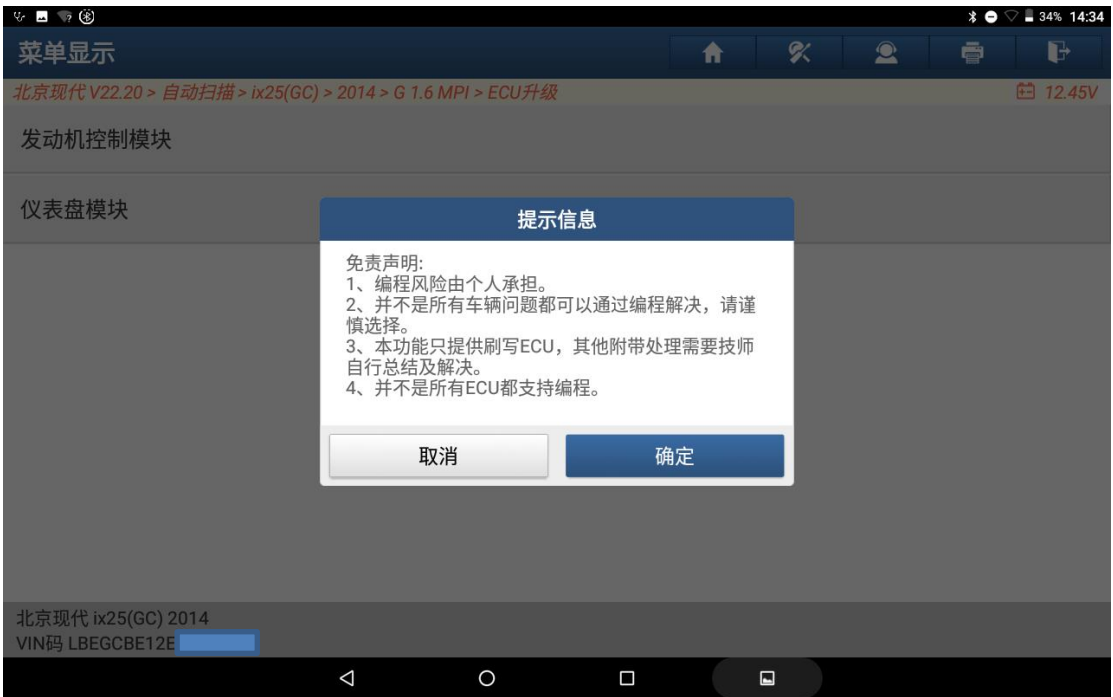 34% 14:34
菜单显示
北京现代 V22.20 > 自动扫描 > ix25(GC) > 2014 > G 1.6 MPI > ECU升级
12.45V
发动机控制模块
仪表盘模块
提示信息
免责声明:
1、编程风险由个人承担。
2、并不是所有车辆问题都可以通过编程解决，请谨
慎选择。
3、本功能只提供刷写ECU，其他附带处理需要技师
自行总结及解决。
4、并不是所有ECU都支持编程。
取消
确定
北京现代 ix25(GC) 2014
VIN码 LBEGCBE12E